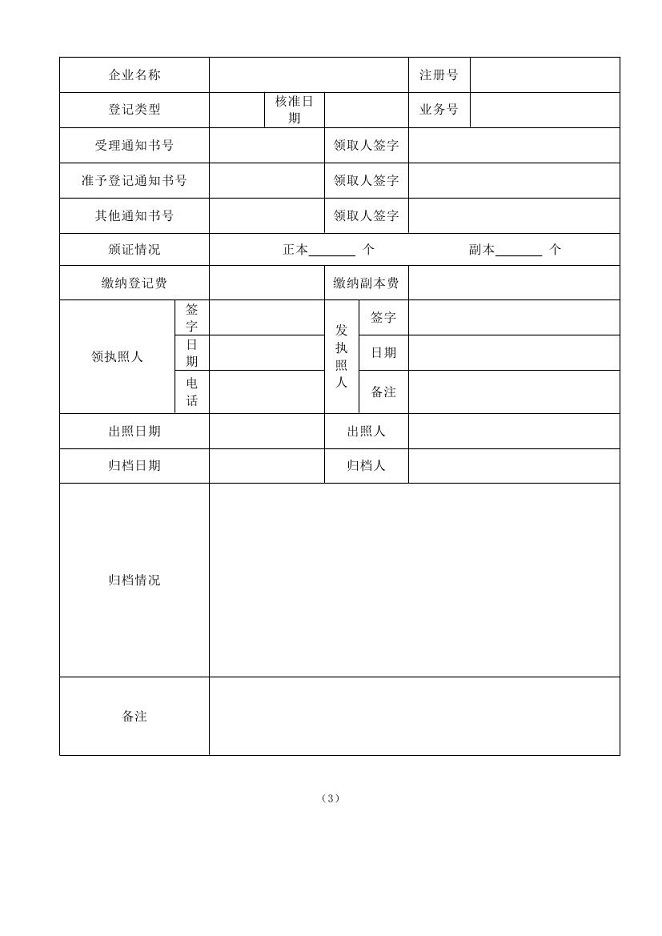 企业名称 注册号
登记类型 核准日期 业务号
受理通知书号 领取人签字
准予登记通知书号 领取人签字
其他通知书号 领取人签字
颁证情况 正本______ 个 副本______ 个
缴纳登记费 缴纳副本费
领执照人 签字 发执照人 签字
日期 日期
电话 备注
出照日期 出照人
归档日期 归档人
归档情况
备注
（3）